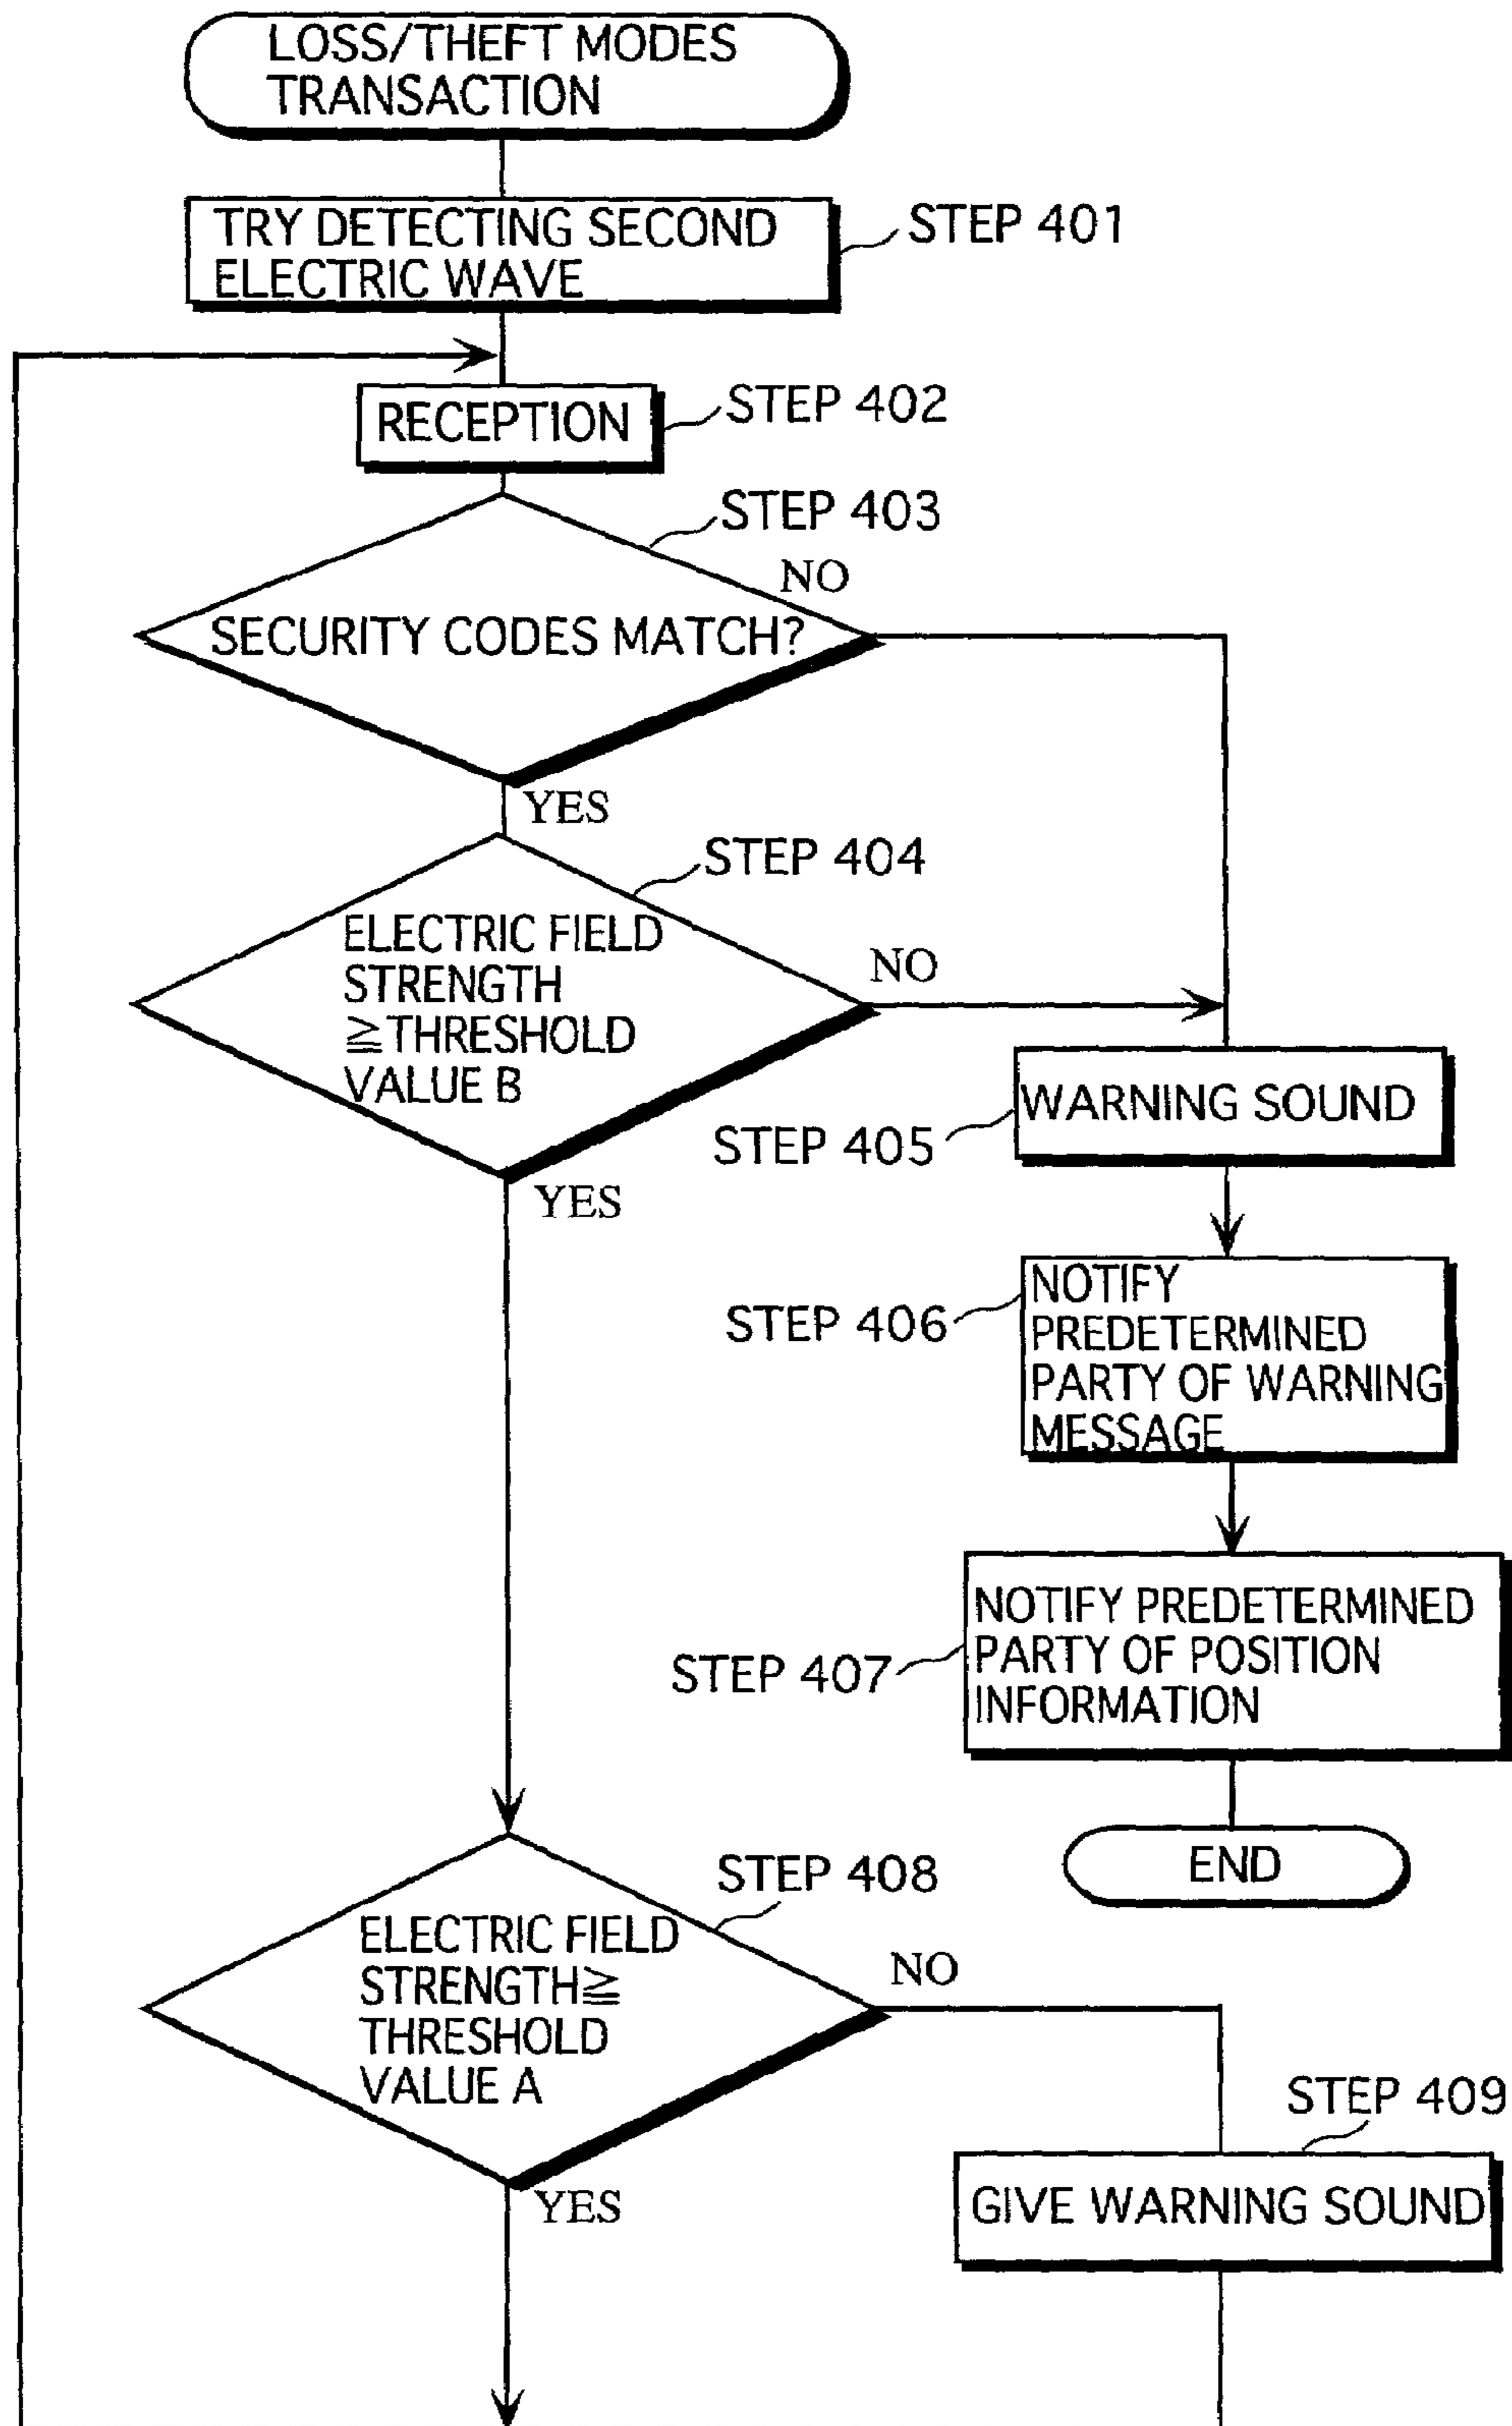 LOSS/THEFT MODES
TRANSACTION
TRY DETECTING SECOND
ELECTRIC WAVE
STEP 401
RECEPTION
STEP 402
STEP 403
NO
SECURITY CODES MATCH?
YES
STEP 404
ELECTRIC FIELD
STRENGTH
≧THRESHOLD
VALUE B
NO
YES
WARNING SOUND
STEP 405
NOTIFY
PREDETERMINED
PARTY OF WARNING
MESSAGE
STEP 406
NOTIFY PREDETERMINED
PARTY OF POSITION
INFORMATION
STEP 407
END
STEP 408
ELECTRIC FIELD
STRENGTH≧
THRESHOLD
VALUE A
NO
YES
STEP 409
GIVE WARNING SOUND